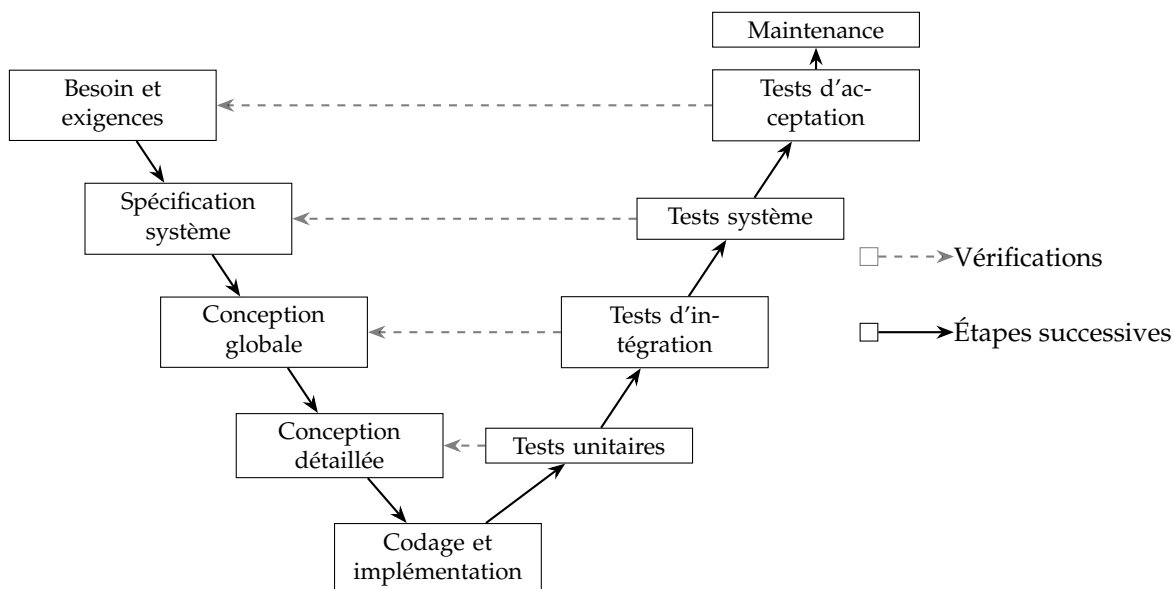 Maintenance
Besoin et
exigences
Tests d'ac-
ceptation
Spécification
système
Tests système
Vérifications
Conception
globale
Tests d'in-
tégration
Étapes successives
Conception
détaillée
Tests unitaires
Codage et
implémentation